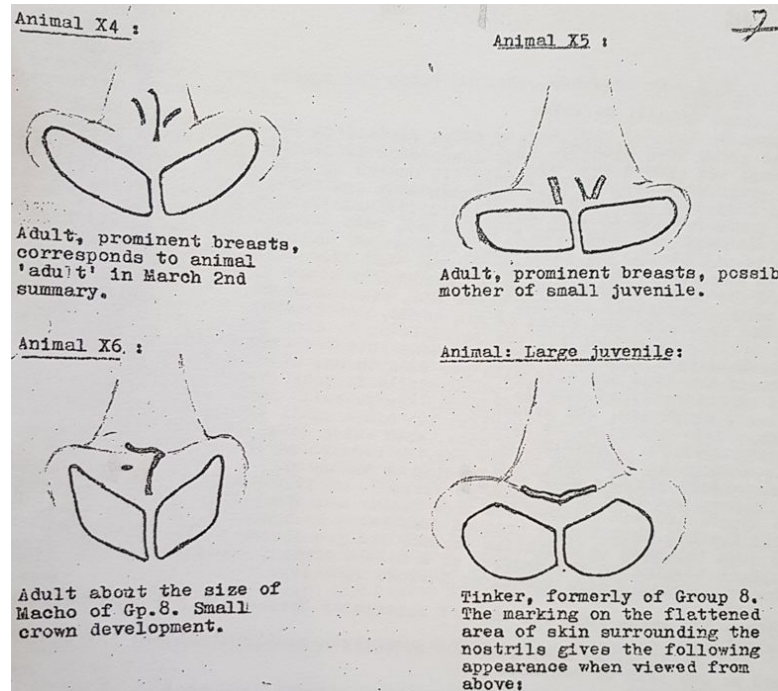 Animal X4 :
Adult, prominent breasts,
corresponds to animal
'adult' in March 2nd
summary.
Animal X5 :
2
Adult, prominent breasts, possib
mother of small juvenile.
Animal X6 :
Adult about the size of
Macho of Gp.8. Small
crown development.
Animal: Large juvenile:
Tinker, formerly of Group 8.
The marking on the flattened
area of skin surrounding the
nostrils gives the following
appearance when viewed from
above: